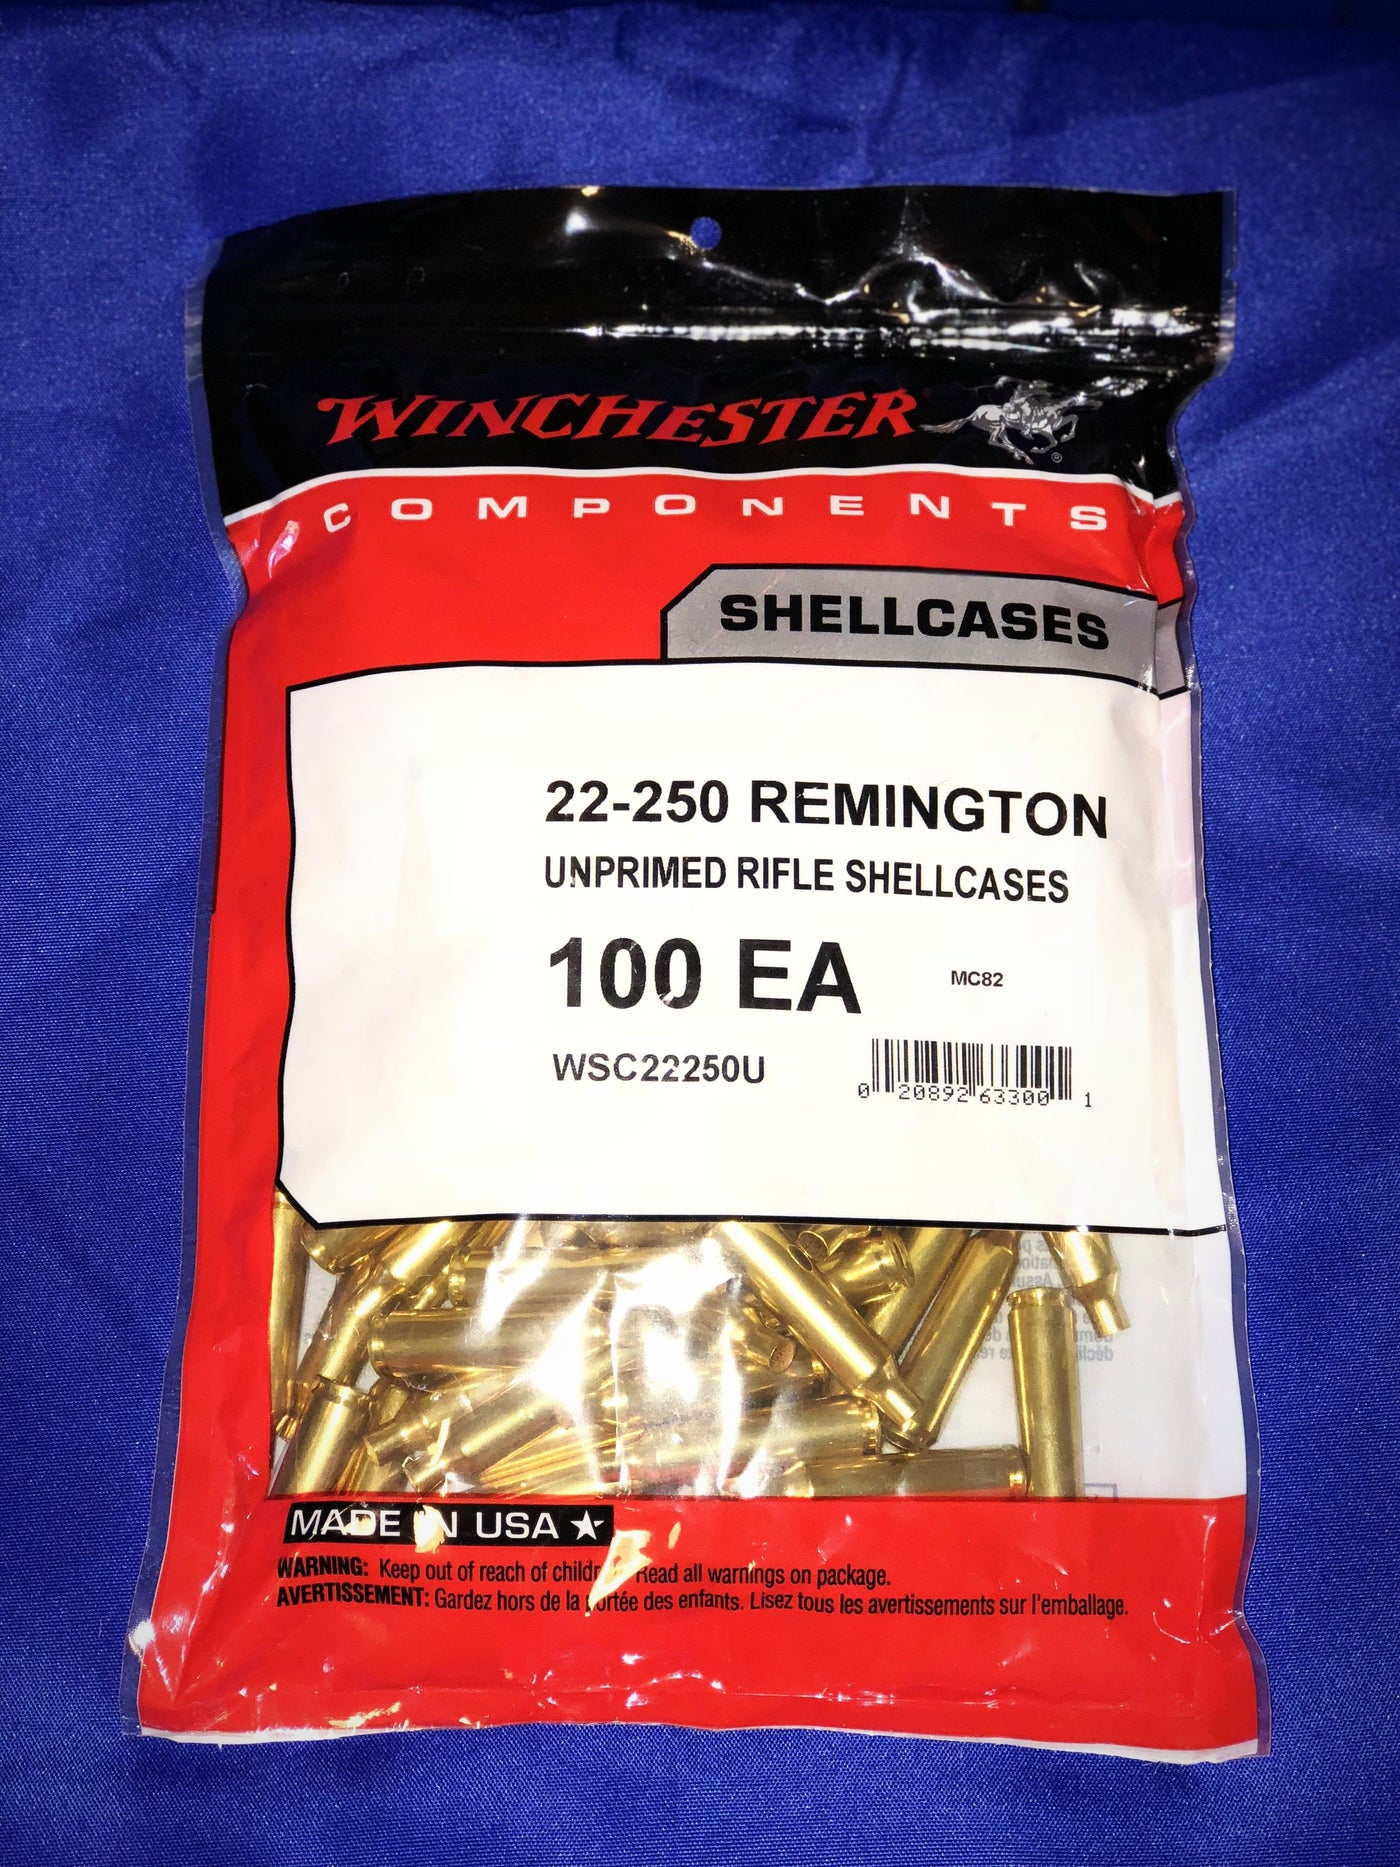 WINCHESTER
®
COMPONENTS
SHELLCASES
22-250 REMINGTON
UNPRIMED RIFLE SHELLCASES
100 EA
MC82
WSC22250U
0 20892 63300 1
MADE IN USA
WARNING: Keep out of reach of children. Read all warnings on package.
AVERTISSEMENT: Gardez hors de la portée des enfants. Lisez tous les avertissements sur l'emballage.